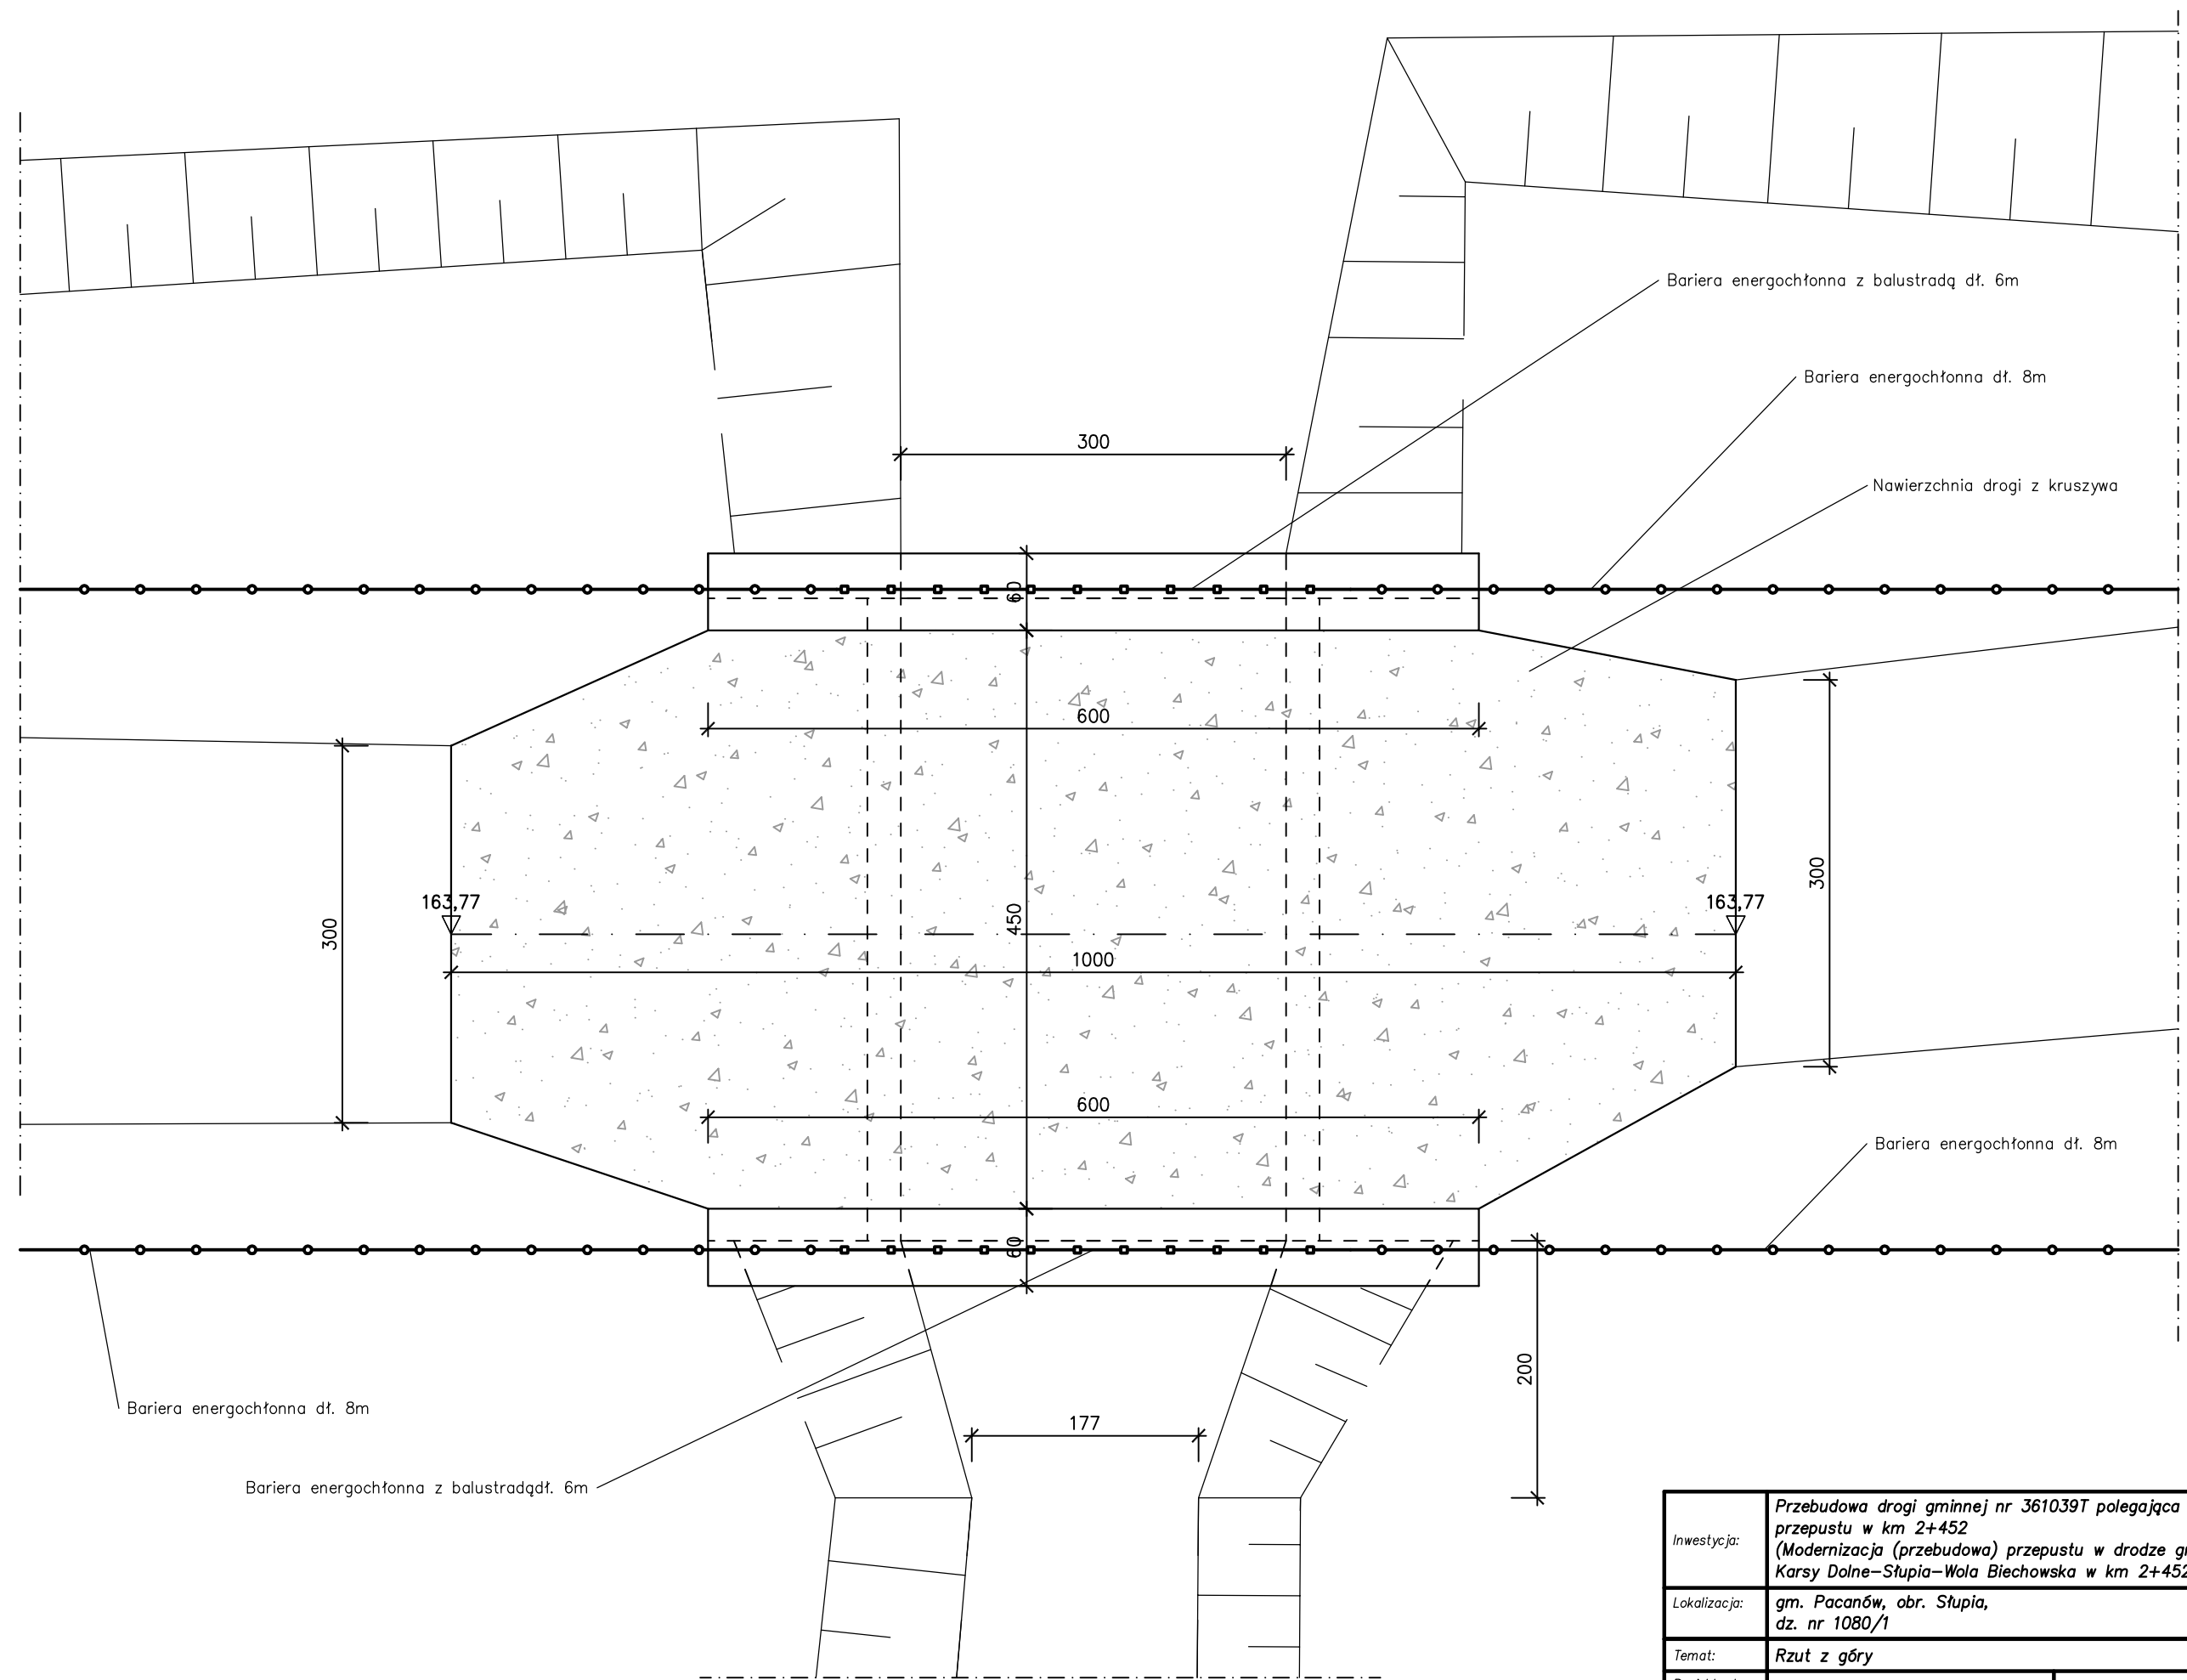 Bariera energochłonna z balustradą dł. 6m
Bariera energochłonna dł. 8m
300
Nawierzchnia drogi z kruszywa
60
600
300
163,77
163,77
300
450
1000
600
Bariera energochłonna dł. 8m
60
200
Bariera energochłonna dł. 8m
177
Bariera energochłonna z balustradądł. 6m
Inwestycja:
Przebudowa drogi gminnej nr 361039T polegająca
przepustu w km 2+452
(Modernizacja (przebudowa) przepustu w drodze
Karsy Dolne-Słupia-Wola Biechowska w km 2+452
Lokalizacja:
gm. Pacanów, obr. Słupia,
dz. nr 1080/1
Temat:
Rzut z góry